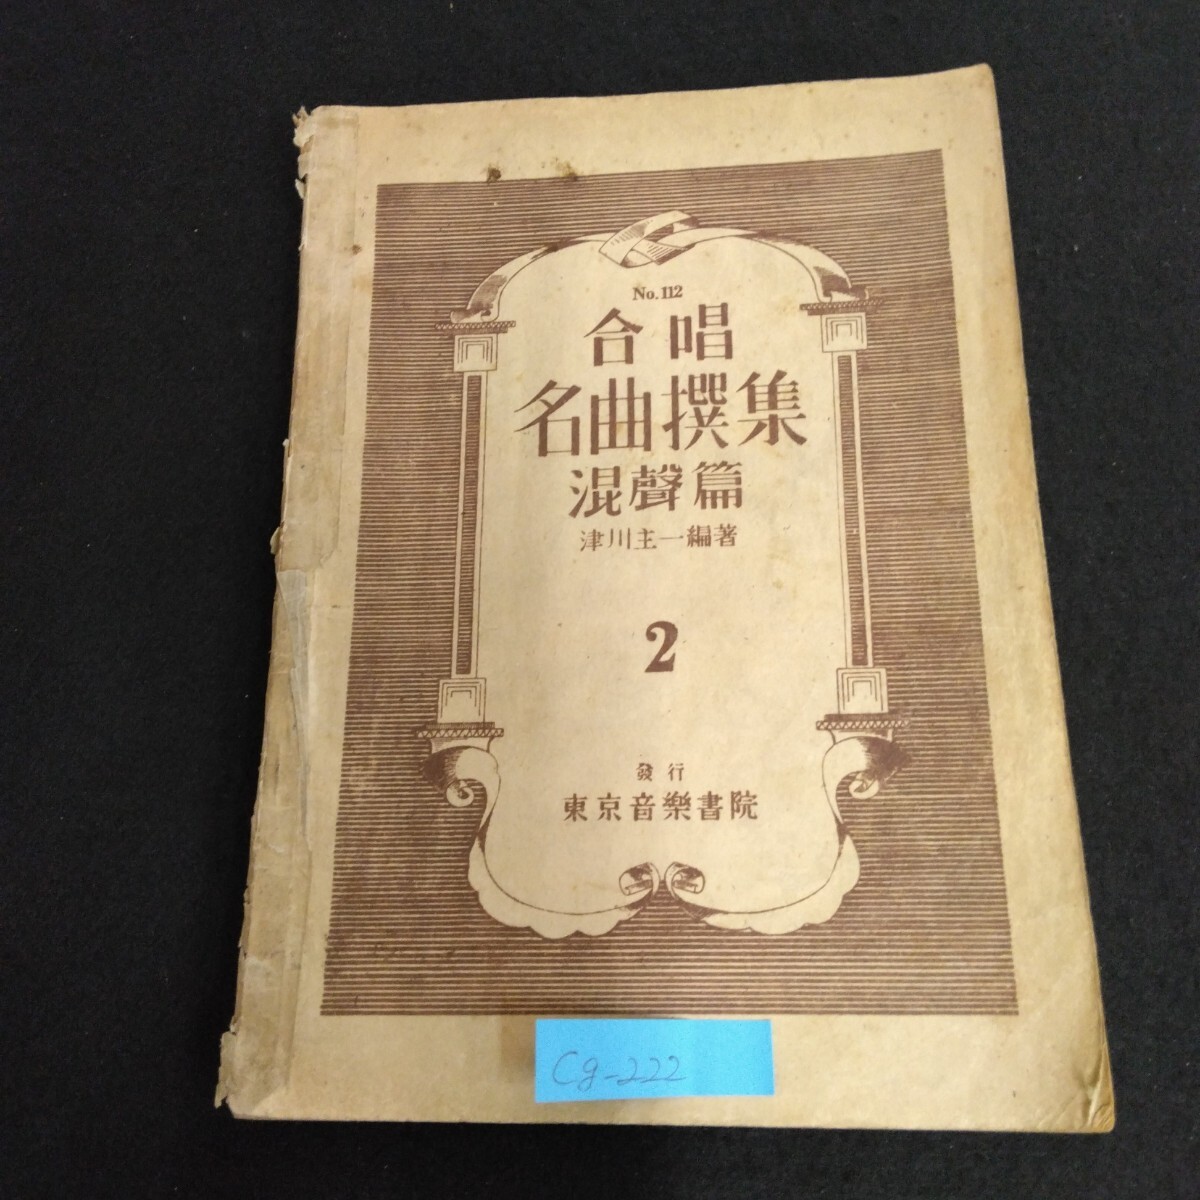 No.112
合唱
名曲撰集
混聲篇
津川主一編著
2
發行
東京音樂書院
Cg-222